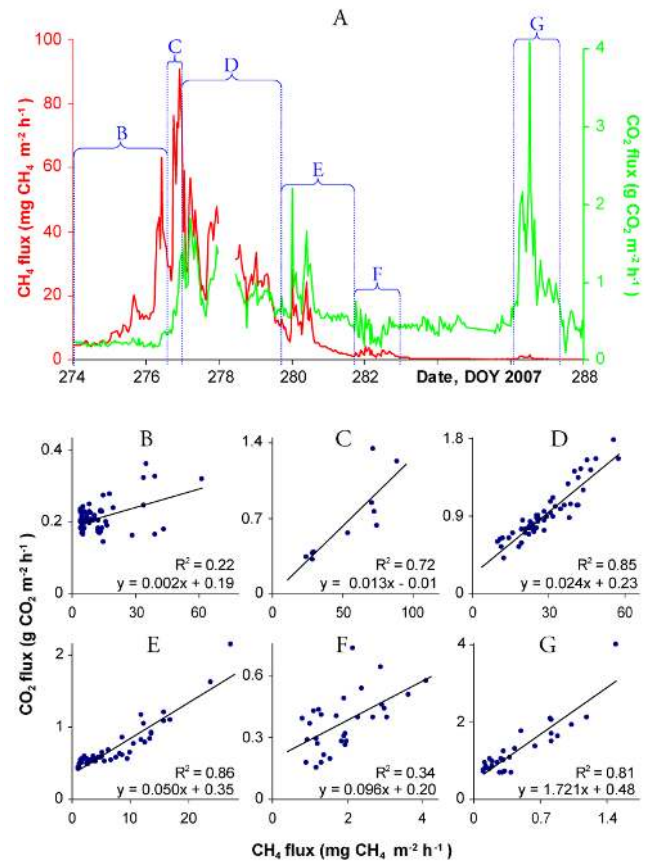 A
CH4 flux (mg CH4 m-2 h-1)
100
80
60
40
20
0
CO2 flux (g CO2 m-2 h-1)
4
3
2
1
0
B
C
D
E
F
G
274
276
278
280
282
Date, DOY 2007
288
CO2 flux (g CO2 m-2 h-1)
B
0.4
0.2
0
R2 = 0.22
y = 0.002x + 0.19
0
20
40
60
C
1.4
0.7
0
R2 = 0.72
y = 0.013x - 0.01
0
50
100
D
1.8
0.9
0
R2 = 0.85
y = 0.024x + 0.23
0
20
40
60
E
2
1
0
R2 = 0.86
y = 0.050x + 0.35
0
10
20
F
0.6
0.3
0
R2 = 0.34
y = 0.096x + 0.20
0
2
4
G
4
2
0
R2 = 0.81
y = 1.721x + 0.48
0
0.7
1.4
CH4 flux (mg CH4 m-2 h-1)